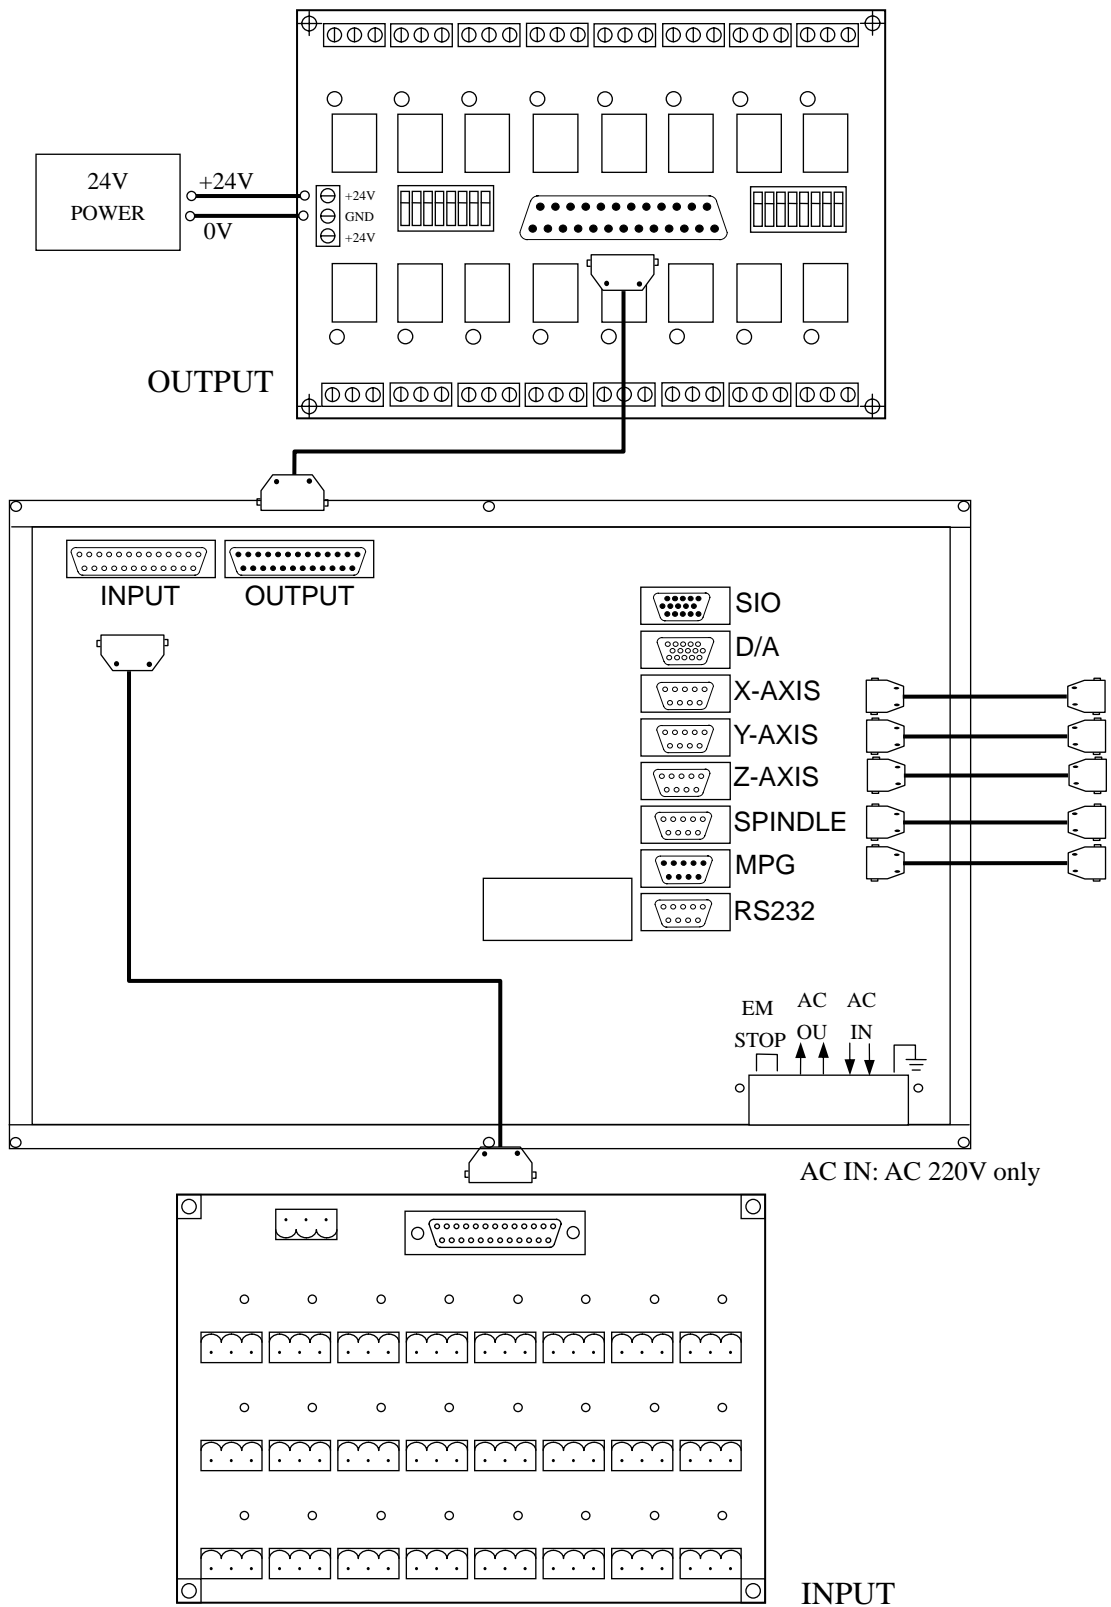 24V
POWER
+24V
0V
+24V
GND
+24V
OUTPUT
INPUT
OUTPUT
SIO
D/A
X-AXIS
Y-AXIS
Z-AXIS
SPINDLE
MPG
RS232
EM
STOP
AC
OU
AC
IN
AC IN: AC 220V only
INPUT